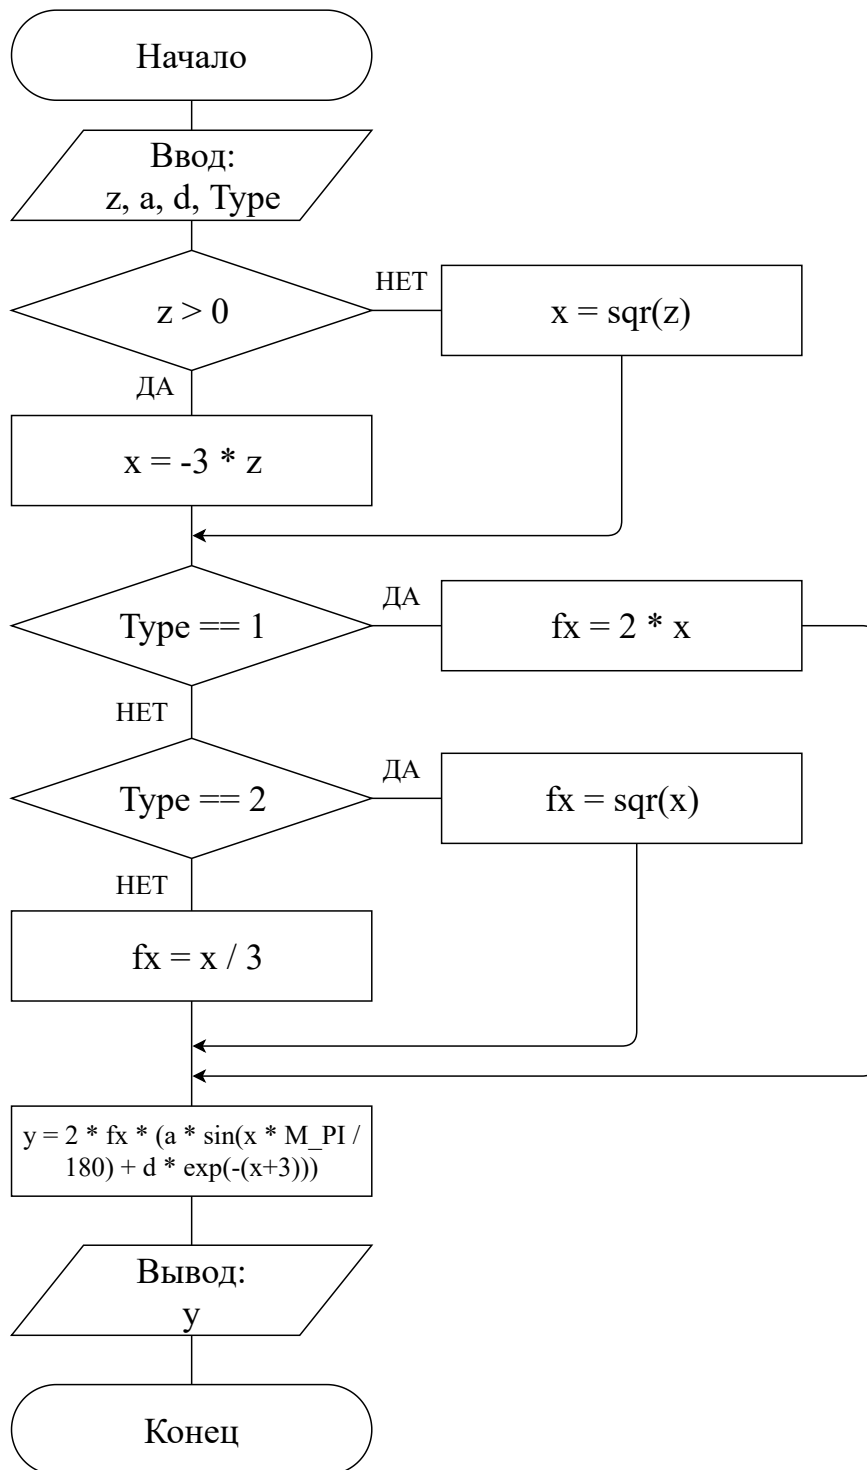 Начало
Ввод:
z, a, d, Type
z > 0
НЕТ
x = sqr(z)
ДА
x = -3 * z
Type == 1
ДА
fx = 2 * x
НЕТ
Type == 2
ДА
fx = sqr(x)
НЕТ
fx = x / 3
y = 2 * fx * (a * sin(x * M_PI /
180) + d * exp(-(x+3)))
Вывод:
y
Конец